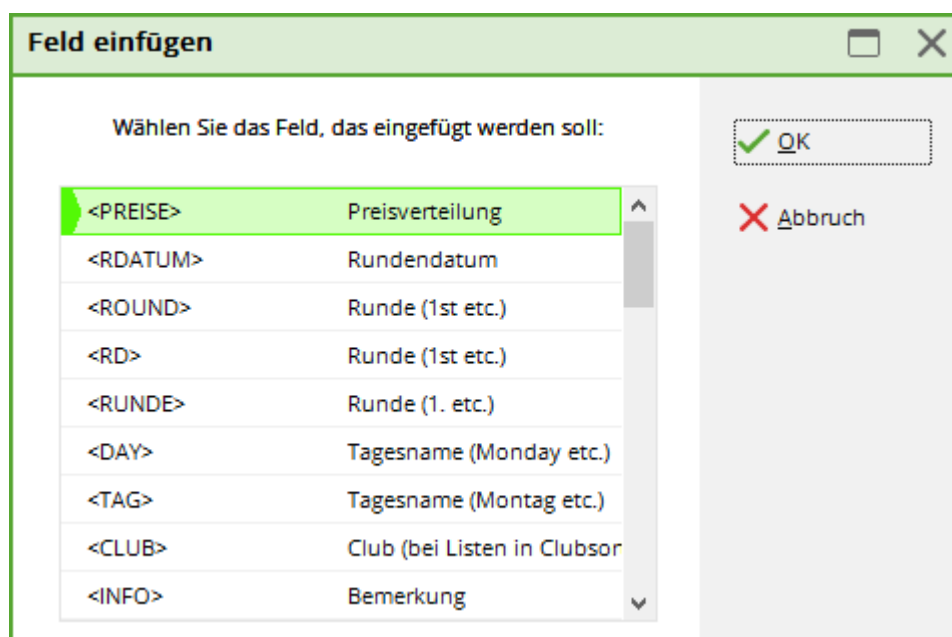 Feld einfügen
Wählen Sie das Feld, das eingefügt werden soll:
OK
Abbruch
<PREISE> Preisverteilung
<RDATUM> Rundendatum
<ROUND> Runde (1st etc.)
<RD> Runde (1st etc.)
<RUNDE> Runde (1. etc.)
<DAY> Tagesname (Monday etc.)
<TAG> Tagesname (Montag etc.)
<CLUB> Club (bei Listen in Clubsor
<INFO> Bemerkung